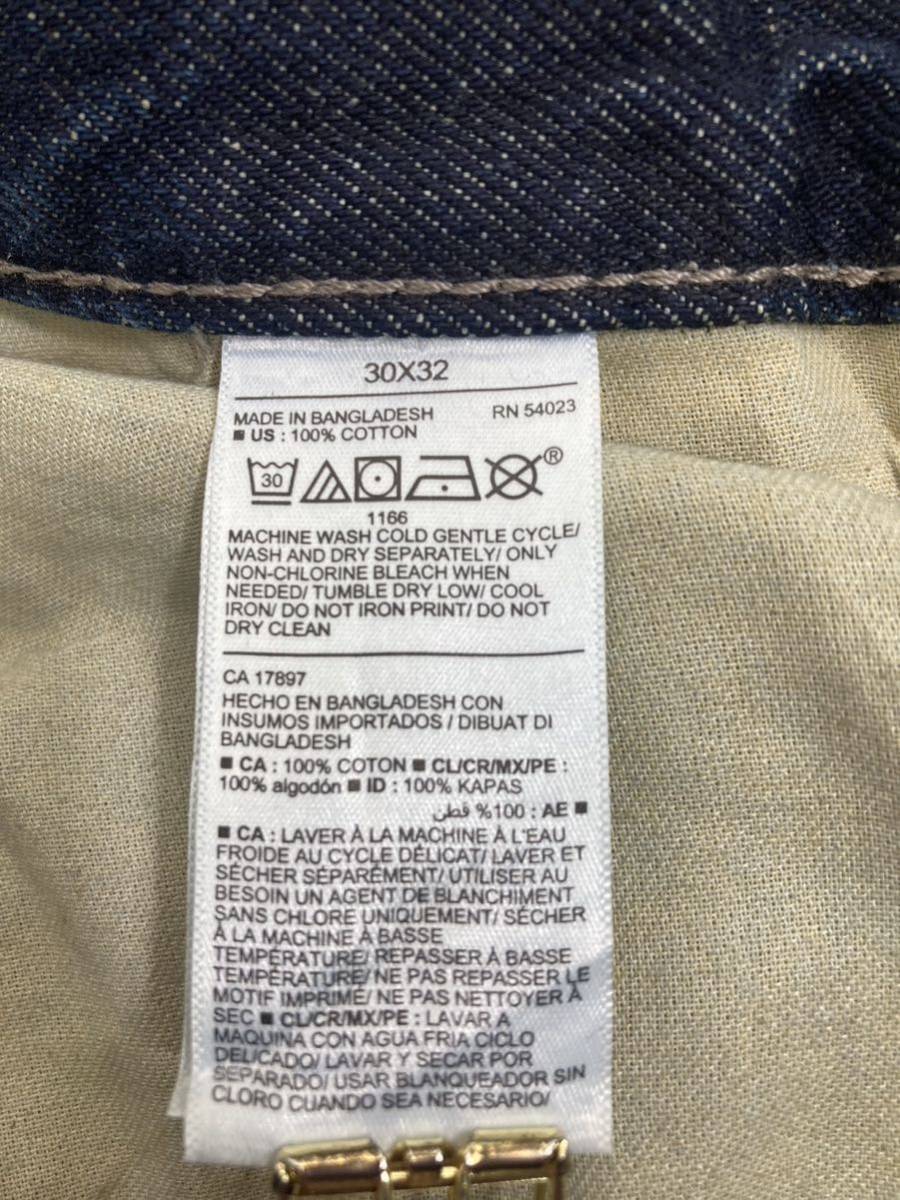 30X32
MADE IN BANGLADESH RN 54023
■ US : 100% COTTON
30 ®
1166
MACHINE WASH COLD GENTLE CYCLE/
WASH AND DRY SEPARATELY/ ONLY
NON-CHLORINE BLEACH WHEN
NEEDED/ TUMBLE DRY LOW/ COOL
IRON/ DO NOT IRON PRINT/ DO NOT
DRY CLEAN
CA 17897
HECHO EN BANGLADESH CON
INSUMOS IMPORTADOS / DIBUAT DI
BANGLADESH
■ CA : 100% COTON ■ CL/CR/MX/PE :
100% algodón ■ ID : 100% KAPAS
■ AE : 100% قطن
■ CA : LAVER À LA MACHINE À L'EAU
FROIDE AU CYCLE DÉLICAT/ LAVER ET
SÉCHER SÉPARÉMENT/ UTILISER AU
BESOIN UN AGENT DE BLANCHIMENT
SANS CHLORE UNIQUEMENT/ SÉCHER
À LA MACHINE À BASSE
TEMPÉRATURE/ REPASSER À BASSE
TEMPÉRATURE/ NE PAS REPASSER LE
MOTIF IMPRIMÉ/ NE PAS NETTOYER À
SEC ■ CL/CR/MX/PE : LAVAR A
MAQUINA CON AGUA FRIA CICLO
DELICADO/ LAVAR Y SECAR POR
SEPARADO/ USAR BLANQUEADOR SIN
CLORO CUANDO SEA NECESARIO/